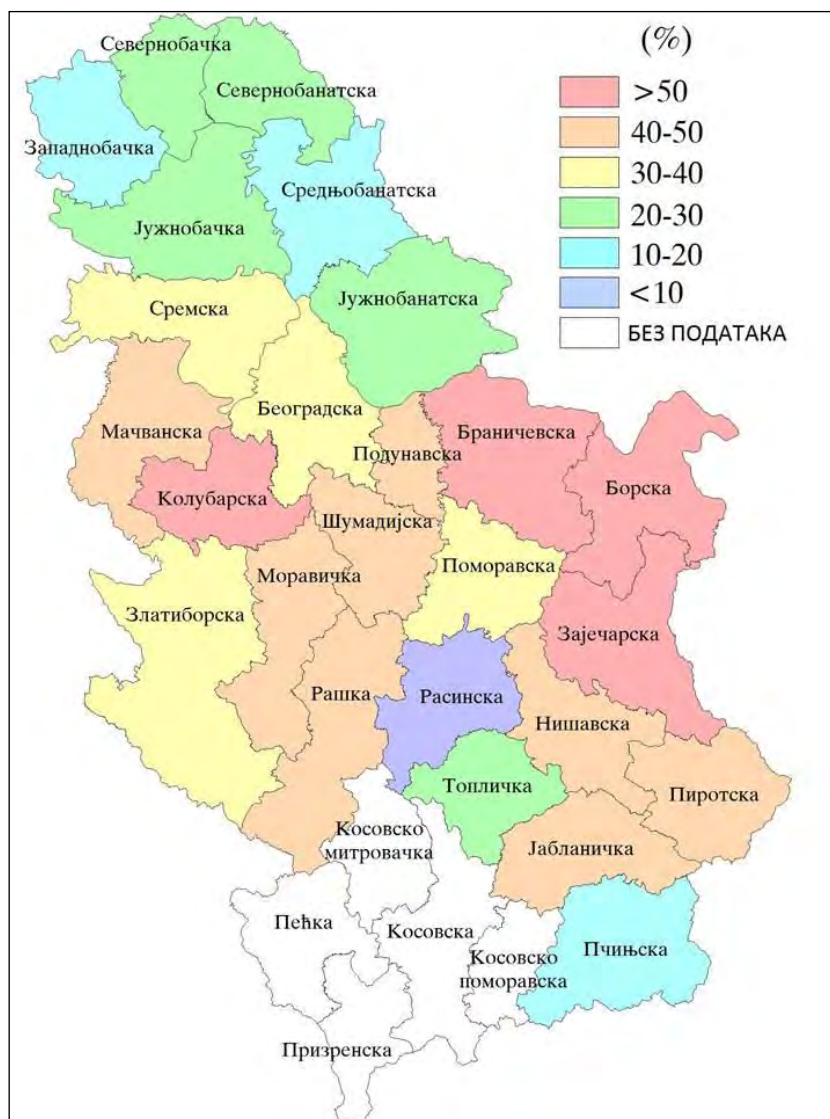 (%)
>50
40-50
30-40
20-30
10-20
<10
БЕЗ ПОДАТАКА
Севернобачка
Севернобанатска
Западнобачка
Средњобанатска
Јужнобачка
Јужнобанатска
Сремска
Београдска
Мачванска
Подунавска
Браничевска
Борска
Колубарска
Шумадијска
Моравичка
Поморавска
Златиборска
Зајечарска
Рашка
Расинска
Нишавска
Топличка
Пиротска
Косовско
митровачка
Јабланичка
Пећка
Косовска
Косовско
поморавска
Пчињска
Призренска